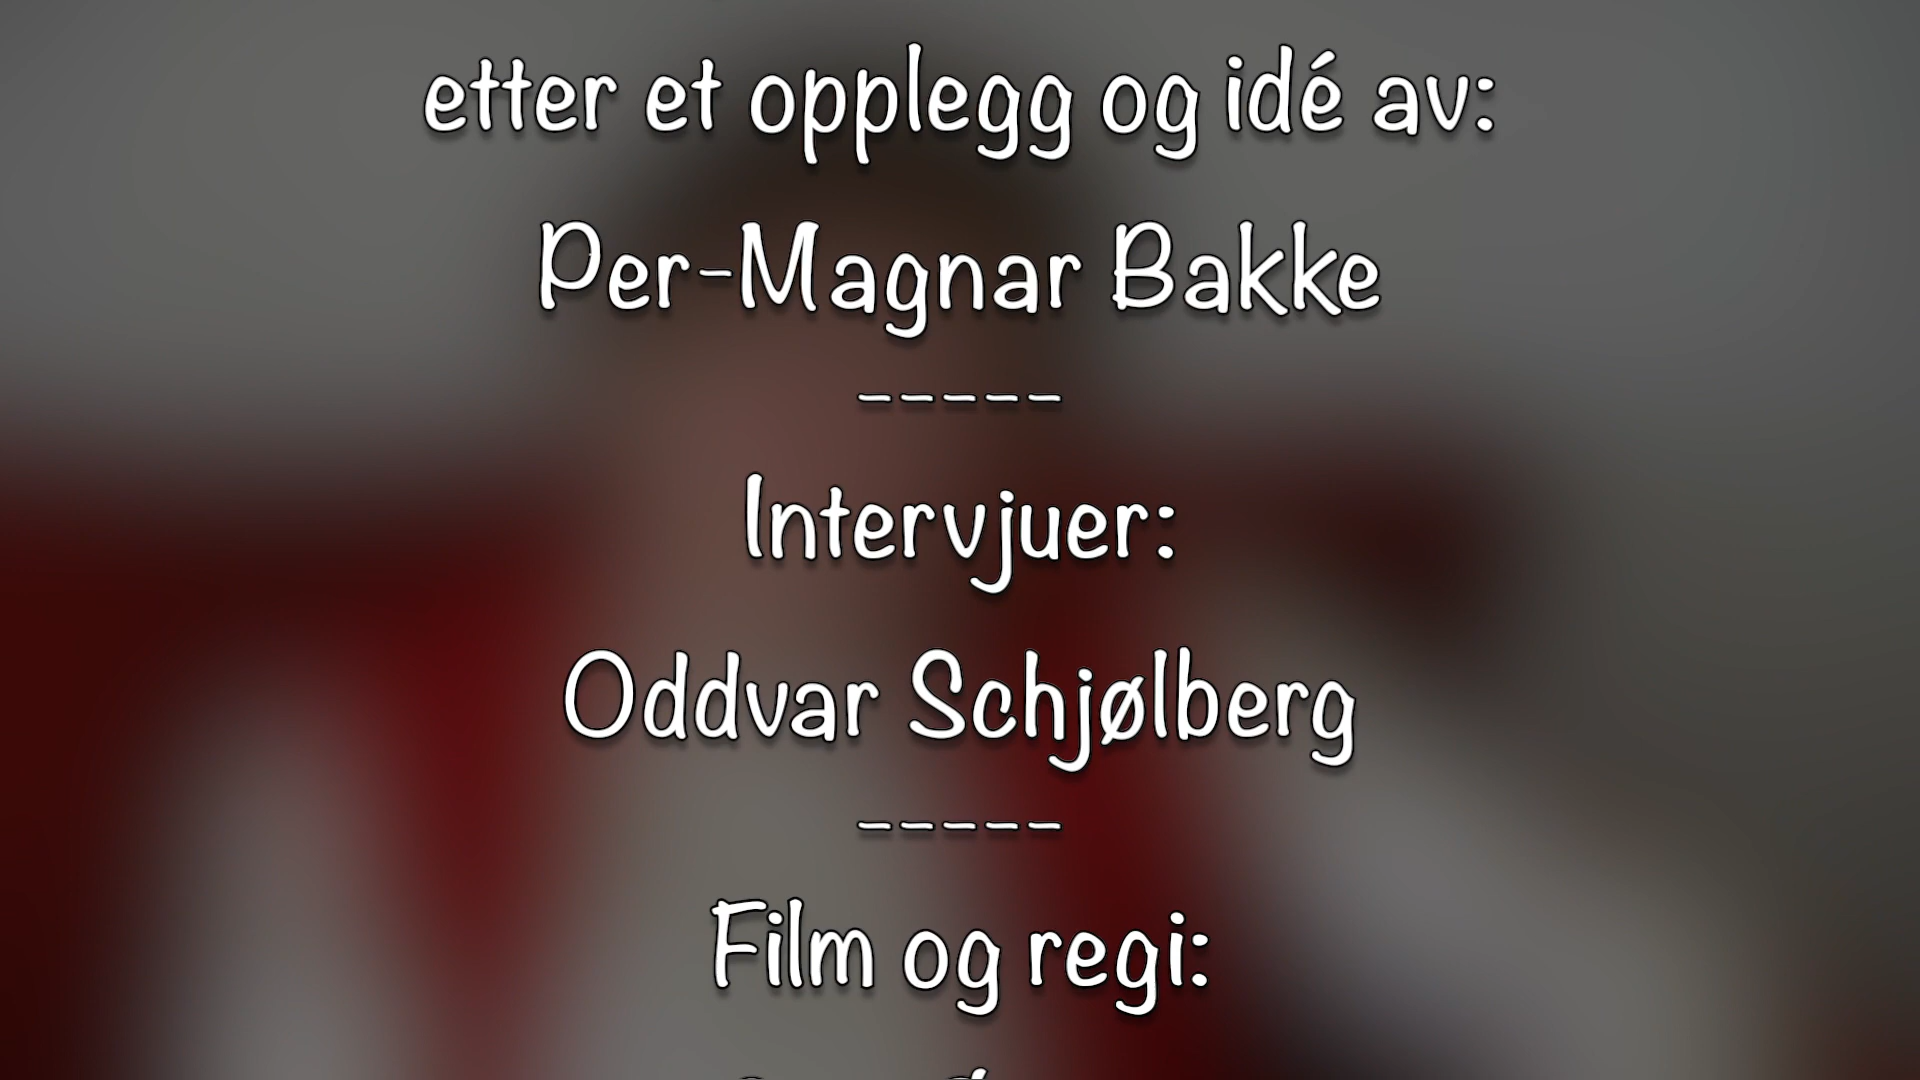 etter et opplegg og idé av:
Per-Magnar Bakke
-----
Intervjuer:
Oddvar Schjølberg
-----
Film og regi: